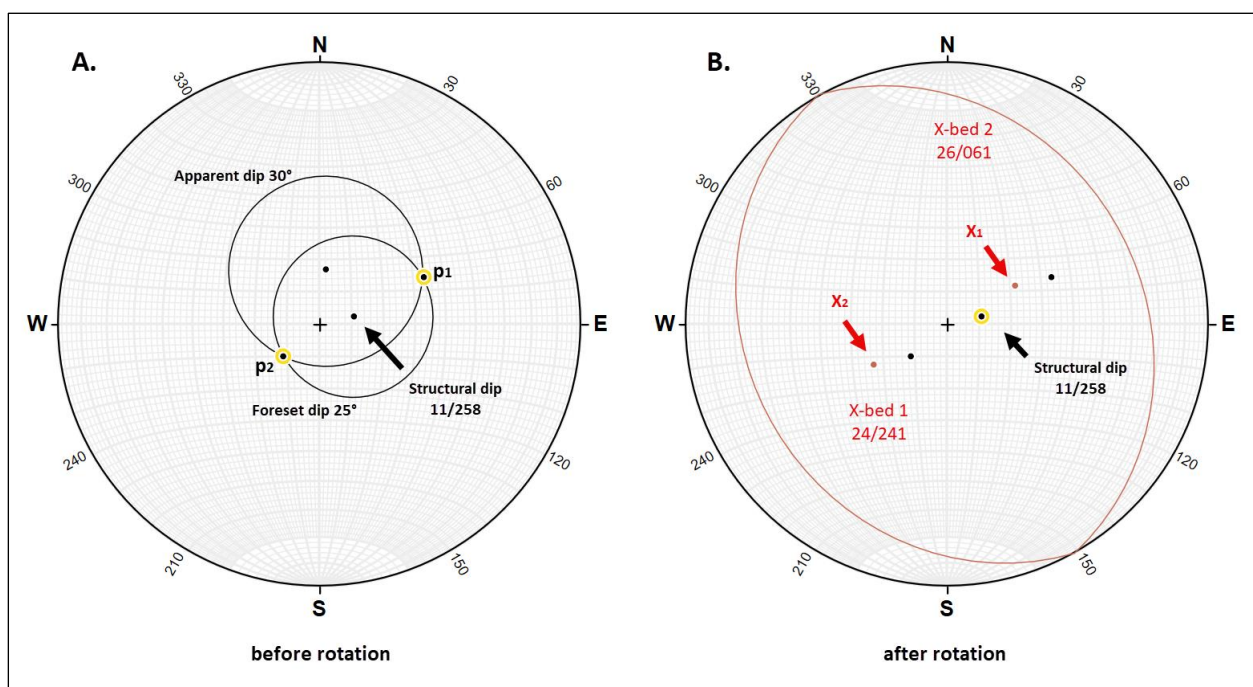 A.
N
330
30
300
60
Apparent dip 30°
p1
W
E
p2
Structural dip
11/258
Foreset dip 25°
240
120
210
150
S
before rotation
B.
N
330
30
X-bed 2
26/061
300
60
X1
X2
W
E
Structural dip
11/258
X-bed 1
24/241
240
120
210
150
S
after rotation